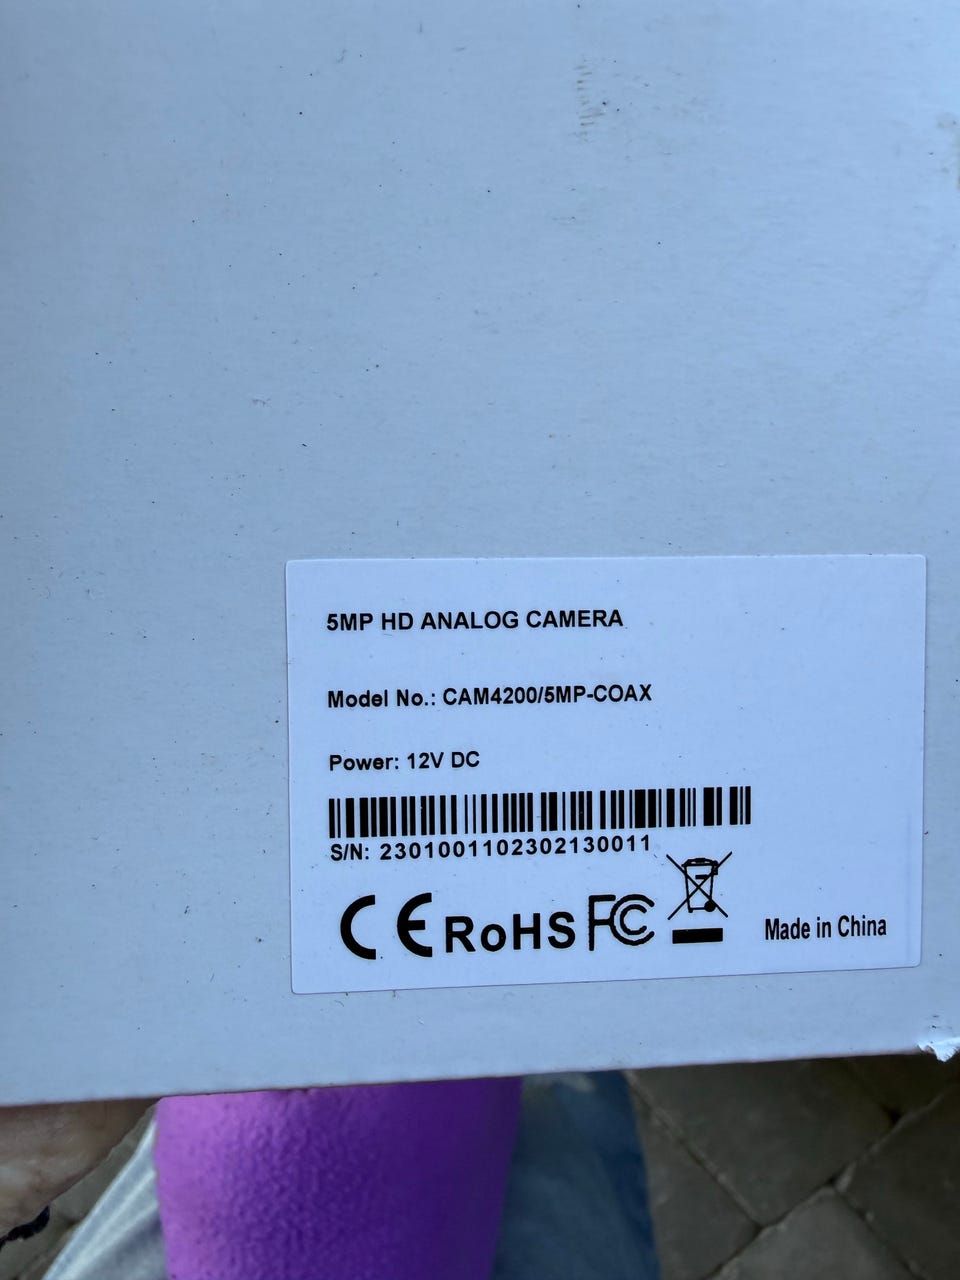 5MP HD ANALOG CAMERA
Model No.: CAM4200/5MP-COAX
Power: 12V DC
S/N: 2301001102302130011
CE RoHS FC Made in China